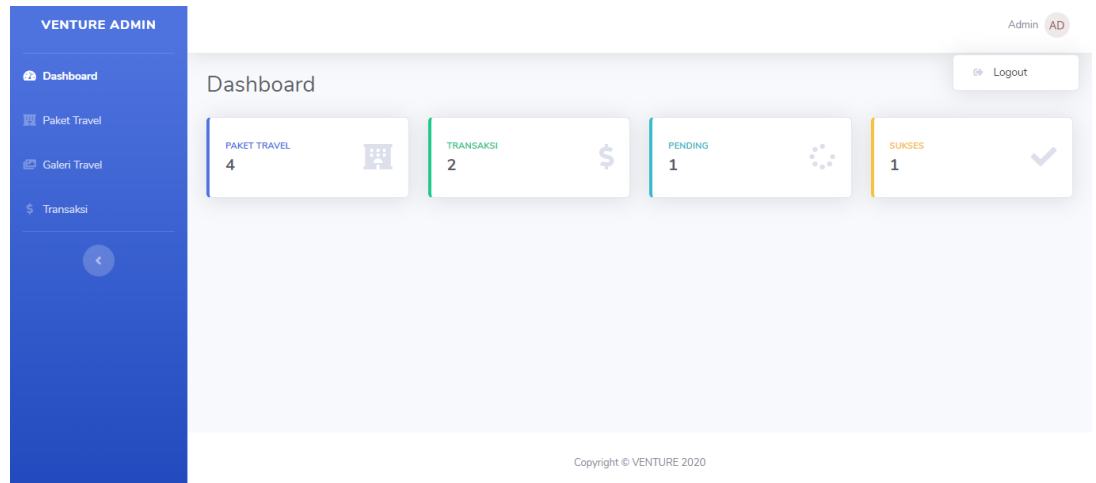 VENTURE ADMIN
Admin AD
Dashboard
Logout
Dashboard
Paket Travel
Galeri Travel
$ Transaksi
PAKET TRAVEL
4
TRANSAKSI
2
$
PENDING
1
SUKSES
1
Copyright © VENTURE 2020